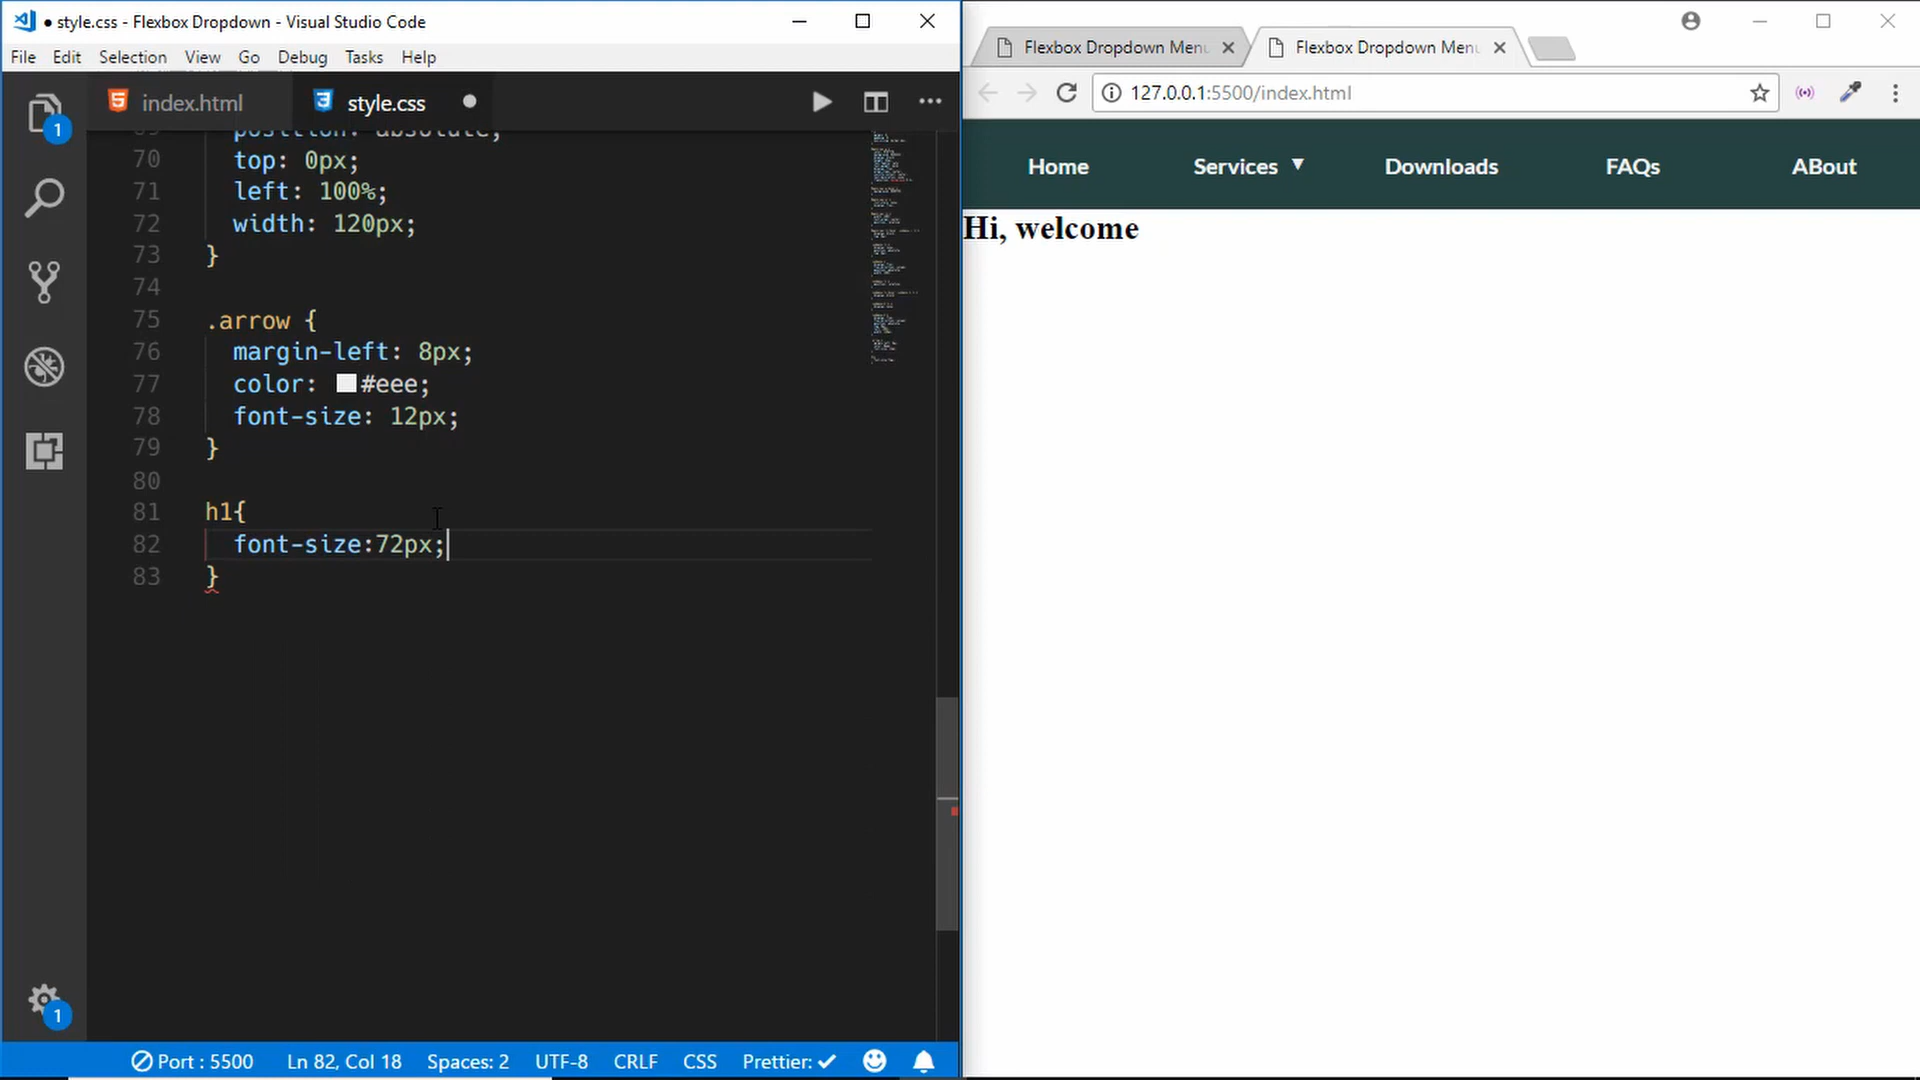 style.css - Flexbox Dropdown - Visual Studio Code
File Edit Selection View Go Debug Tasks Help
1
index.html
style.css
position: absolute;
70 top: 0px;
71 left: 100%;
72 width: 120px;
73 }
74
75 .arrow {
76 margin-left: 8px;
77 color: #eee;
78 font-size: 12px;
79 }
80
81 h1{
82 font-size:72px;
83 }
1
Port : 5500 Ln 82, Col 18 Spaces: 2 UTF-8 CRLF CSS Prettier: ✓
Flexbox Dropdown Menu
Flexbox Dropdown Menu
127.0.0.1:5500/index.html
Home Services ▼ Downloads FAQs ABout
Hi, welcome